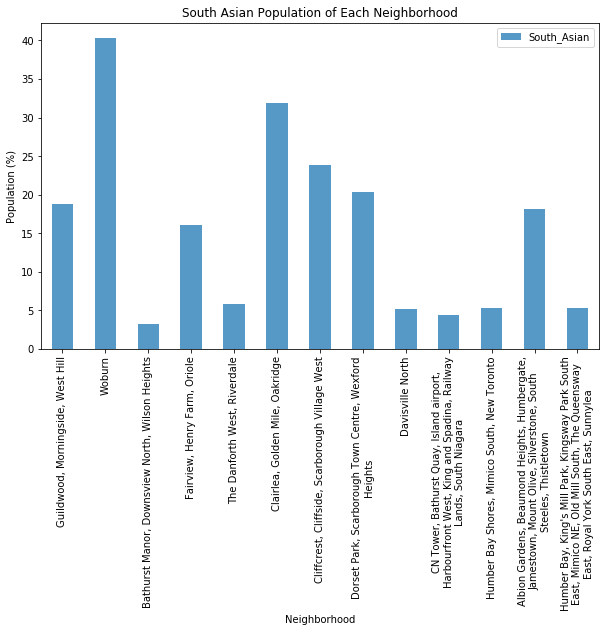 South Asian Population of Each Neighborhood
South_Asian
Population (%)
40
35
30
25
20
15
10
5
0
Guildwood, Morningside, West Hill
Woburn
Bathurst Manor, Downsview North, Wilson Heights
Fairview, Henry Farm, Oriole
The Danforth West, Riverdale
Clairlea, Golden Mile, Oakridge
Cliffcrest, Cliffside, Scarborough Village West
Dorset Park, Scarborough Town Centre, Wexford
Heights
Davisville North
CN Tower, Bathurst Quay, Island airport,
Harbourfront West, King and Spadina, Railway
Lands, South Niagara
Humber Bay Shores, Mimico South, New Toronto
Albion Gardens, Beaumond Heights, Humbergate,
Jamestown, Mount Olive, Silverstone, South
Steeles, Thistletown
Humber Bay, King's Mill Park, Kingsway Park South
East, Mimico NE, Old Mill South, The Queensway
East, Royal York South East, Sunnylea
Neighborhood